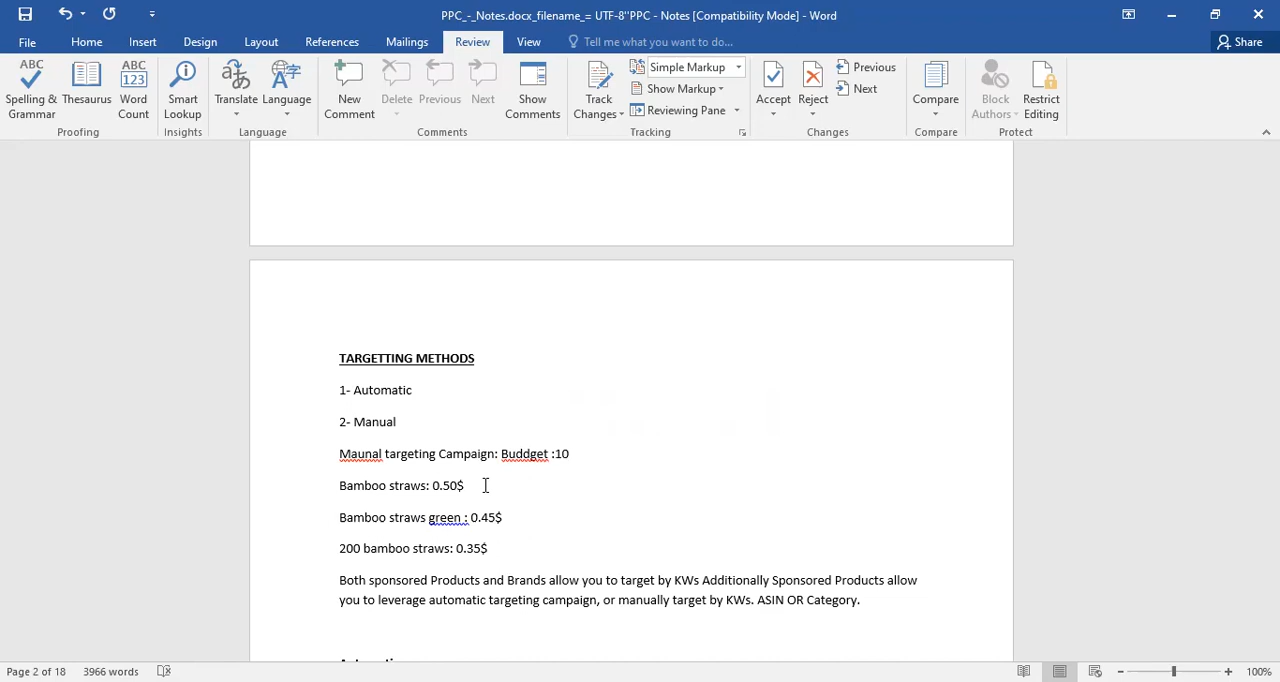 PPC_-_Notes.docx_filename_= UTF-8''PPC - Notes [Compatibility Mode] - Word
File Home Insert Design Layout References Mailings Review View Tell me what you want to do... Share
Spelling & Grammar Thesaurus Word Count Smart Lookup Translate Language New Comment Delete Previous Next Show Comments Track Changes Simple Markup Show Markup Reviewing Pane Accept Reject Previous Next Compare Block Authors Restrict Editing
Proofing Insights Language Comments Tracking Changes Compare Protect
TARGETTING METHODS
1- Automatic
2- Manual
Maunal targeting Campaign: Buddget :10
Bamboo straws: 0.50$
Bamboo straws green : 0.45$
200 bamboo straws: 0.35$
Both sponsored Products and Brands allow you to target by KWs Additionally Sponsored Products allow
you to leverage automatic targeting campaign, or manually target by KWs. ASIN OR Category.
Page 2 of 18 3966 words 100%